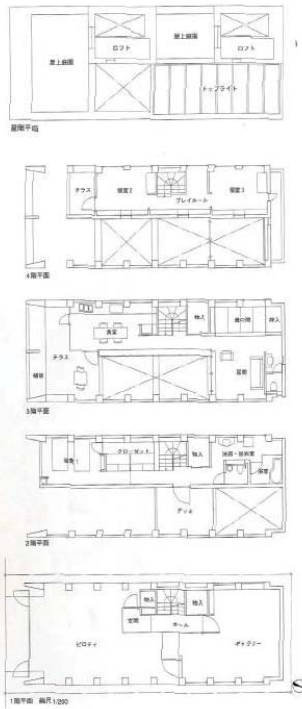 屋上庭園
ロフト
屋上庭園
ロフト
トップライト
屋階平面
テラス
寝室2
プレイルーム
寝室3
4階平面
食堂
物入
畳の間
押入
テラス
居間
植栽
3階平面
寝室1
クローゼット
物入
洗面・脱衣室
浴室
デッキ
2階平面
物入
物入
玄関
ホール
ピロティ
ギャラリー
1階平面 縮尺1/200